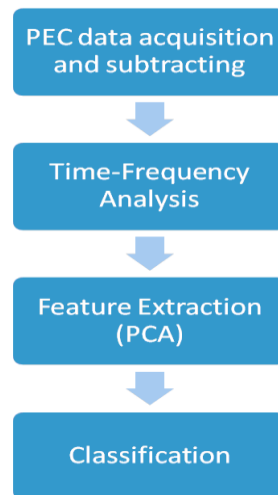 PEC data acquisition
and subtracting
Time-Frequency
Analysis
Feature Extraction
(PCA)
Classification